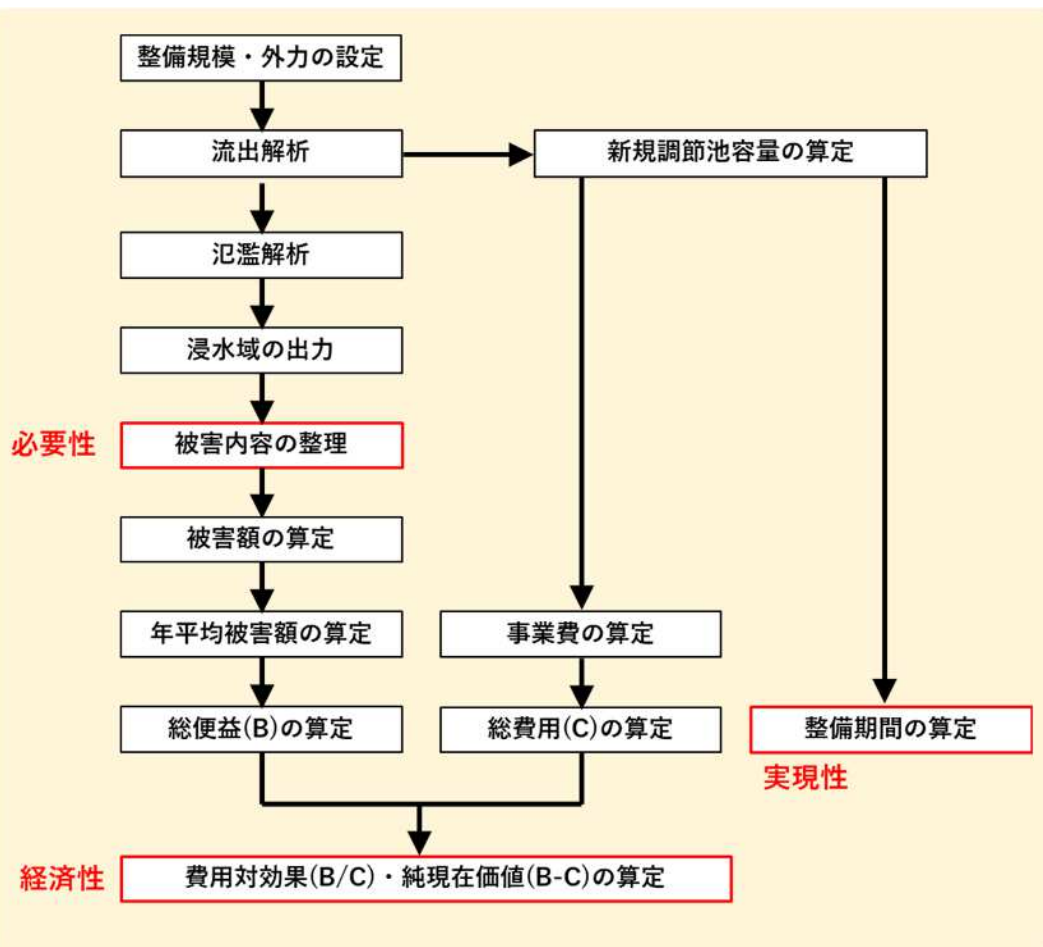 整備規模・外力の設定
流出解析
新規調節池容量の算定
氾濫解析
浸水域の出力
必要性
被害内容の整理
被害額の算定
年平均被害額の算定
事業費の算定
総便益(B)の算定
総費用(C)の算定
整備期間の算定
実現性
経済性
費用対効果(B/C)・純現在価値(B-C)の算定